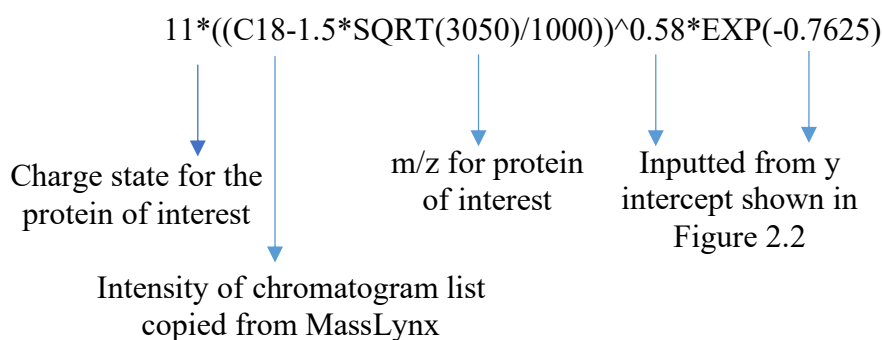 11*((C18-1.5*SQRT(3050)/1000))^0.58*EXP(-0.7625)
Charge state for the
protein of interest
m/z for protein
of interest
Inputted from y
intercept shown in
Figure 2.2
Intensity of chromatogram list
copied from MassLynx